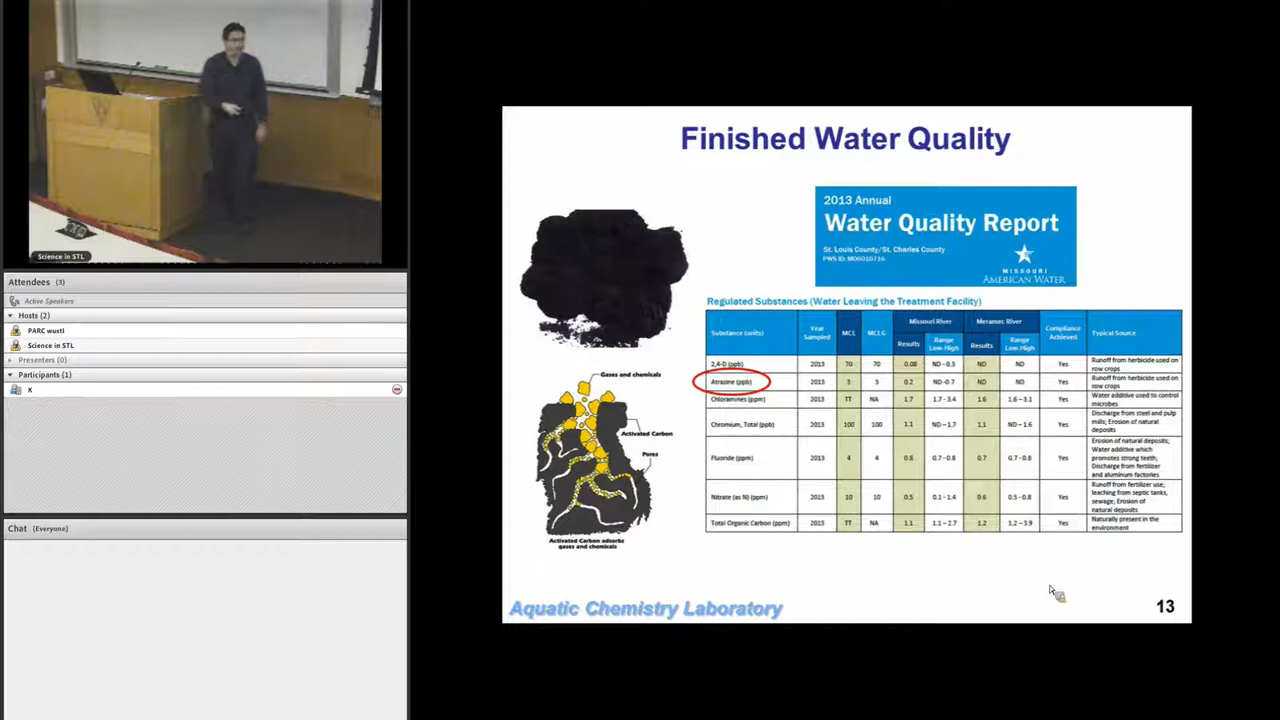 Science in STL
Attendees (3)
Active Speakers
Hosts (2)
PARC wustl
Science in STL
Presenters (0)
Participants (1)
K
Chat (Everyone)
Finished Water Quality
2013 Annual
Water Quality Report
St. Louis County/St. Charles County
PWS ID: MO6010716
MISSOURI
AMERICAN WATER
Gases and chemicals
Activated Carbon
Pores
Activated Carbon adsorbs
gases and chemicals
Regulated Substances (Water Leaving the Treatment Facility)
Substance (units) Year Sampled MCL MCLG Missouri River Meramec River Compliance Achieved Typical Source
Results Range Low-High Results Range Low-High
2,4-D (ppb) 2013 70 70 0.08 ND - 0.3 ND ND Yes Runoff from herbicide used on row crops
Atrazine (ppb) 2013 3 3 0.2 ND -0.7 ND ND Yes Runoff from herbicide used on row crops
Chloramines (ppm) 2013 TT NA 1.7 1.7 - 3.4 1.6 1.6 – 3.1 Yes Water additive used to control microbes
Chromium, Total (ppb) 2013 100 100 1.1 ND – 1.7 1.1 ND – 1.6 Yes Discharge from steel and pulp mills; Erosion of natural deposits
Fluoride (ppm) 2013 4 4 0.8 0.7 - 0.8 0.7 0.7 - 0.8 Yes Erosion of natural deposits; Water additive which promotes strong teeth; Discharge from fertilizer and aluminum factories
Nitrate (as N) (ppm) 2013 10 10 0.5 0.1 - 1.4 0.6 0.5 - 0.8 Yes Runoff from fertilizer use; leaching from septic tanks, sewage; Erosion of natural deposits
Total Organic Carbon (ppm) 2013 TT NA 1.1 1.1 – 2.7 1.2 1.2 – 3.9 Yes Naturally present in the environment
Aquatic Chemistry Laboratory
13